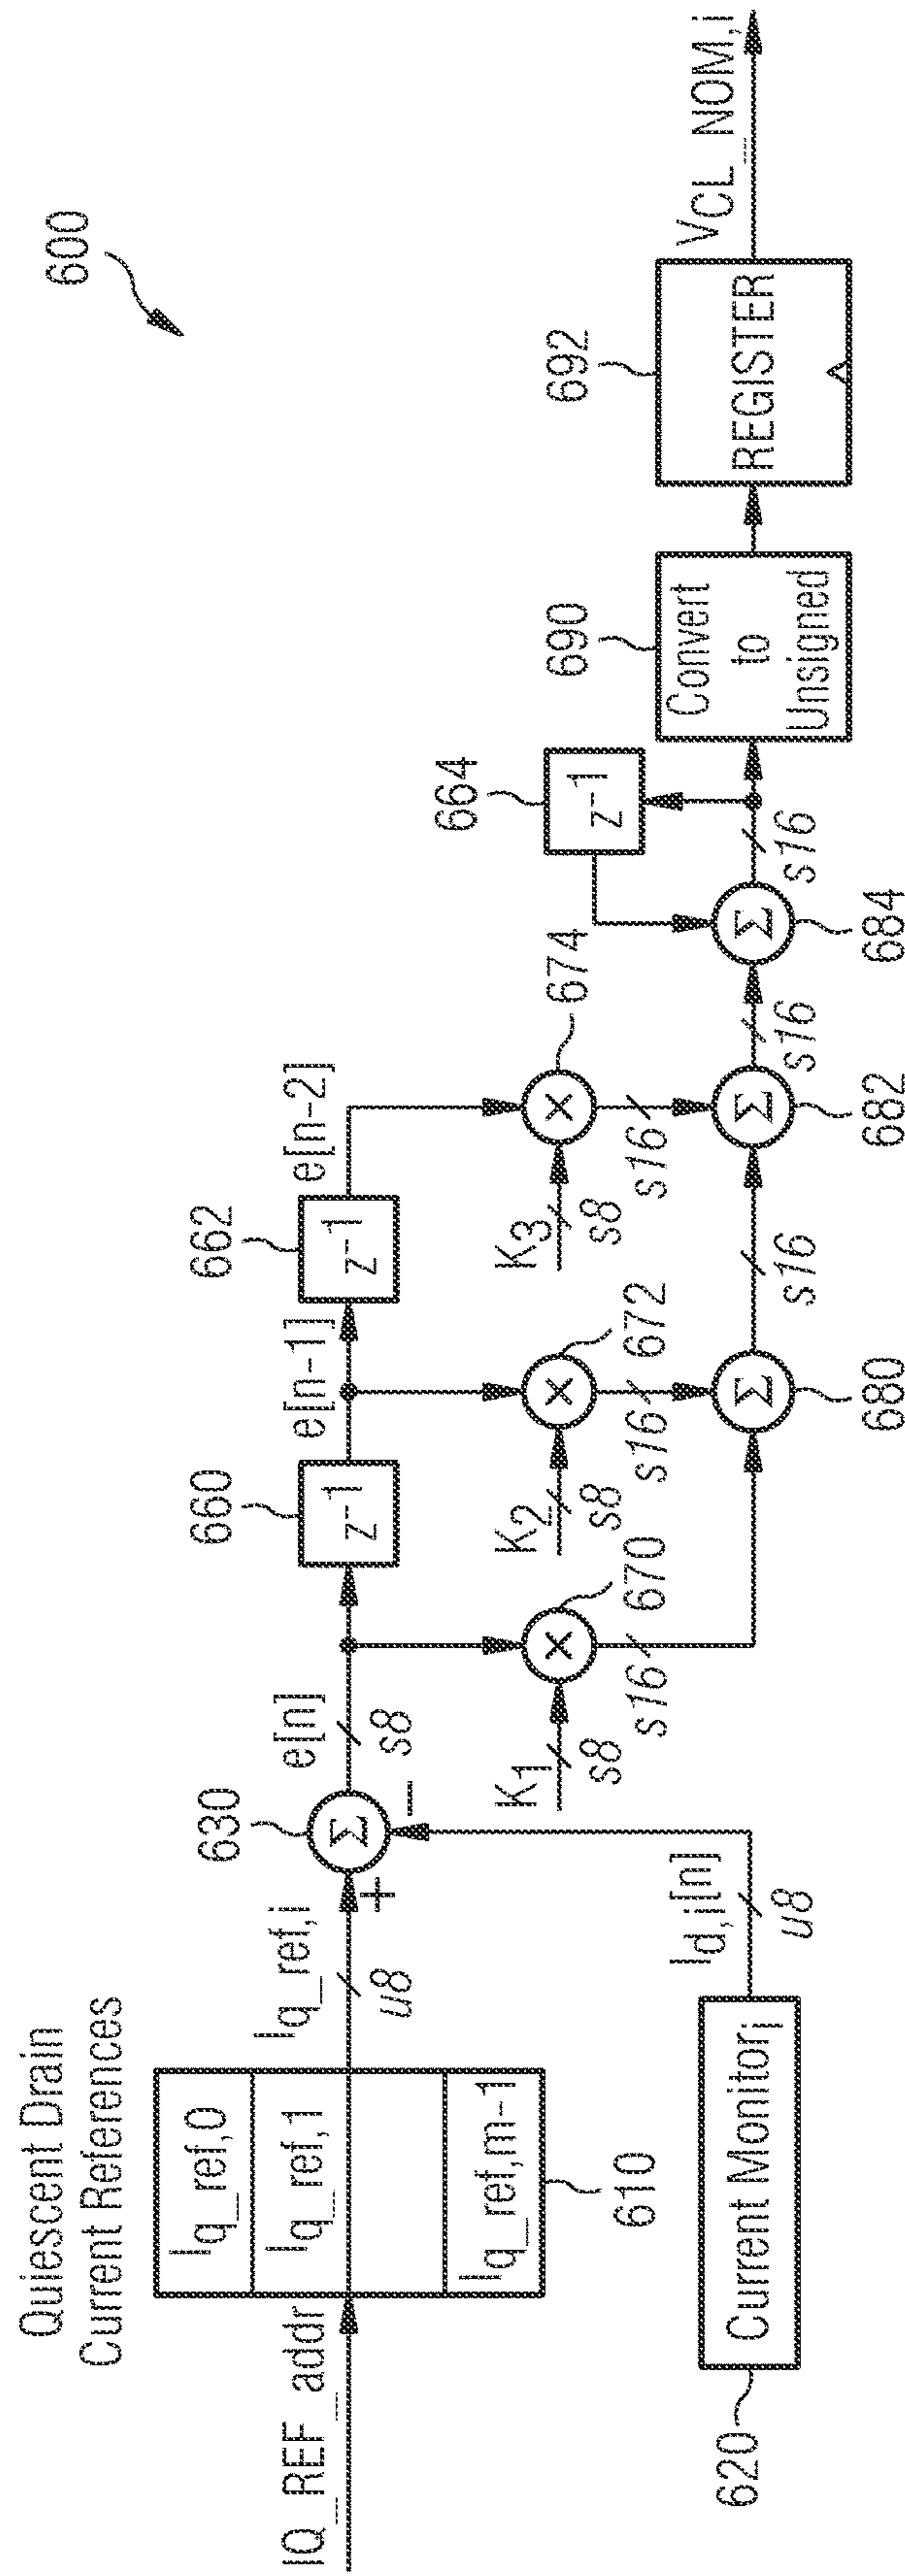 600
Quiescent Drain
Current References
IQ_REF_addr
Iq_ref,0
Iq_ref,1
Iq_ref,m-1
610
Iq_ref,i
u8
+
−
Σ
630
e[n]
s8
660
z-1
e[n-1]
662
z-1
e[n-2]
620
Current Monitori
Id,i[n]
u8
K1
s8
×
670
s16
K2
s8
×
672
s16
K3
s8
×
674
s16
664
z-1
Σ
680
s16
Σ
682
s16
Σ
684
s16
Convert
to
Unsigned
690
REGISTER
692
VCL_NOM,i